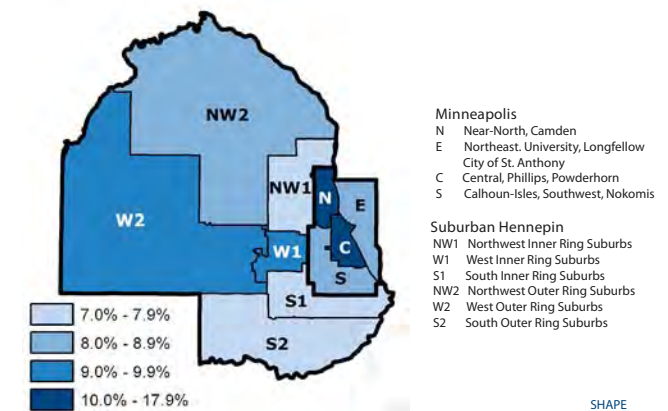 NW2
NW1
N
E
W2
W1
C
S
S1
S2
7.0% - 7.9%
8.0% - 8.9%
9.0% - 9.9%
10.0% - 17.9%
Minneapolis
N Near-North, Camden
E Northeast. University, Longfellow
City of St. Anthony
C Central, Phillips, Powderhorn
S Calhoun-Isles, Southwest, Nokomis
Suburban Hennepin
NW1 Northwest Inner Ring Suburbs
W1 West Inner Ring Suburbs
S1 South Inner Ring Suburbs
NW2 Northwest Outer Ring Suburbs
W2 West Outer Ring Suburbs
S2 South Outer Ring Suburbs
SHAPE